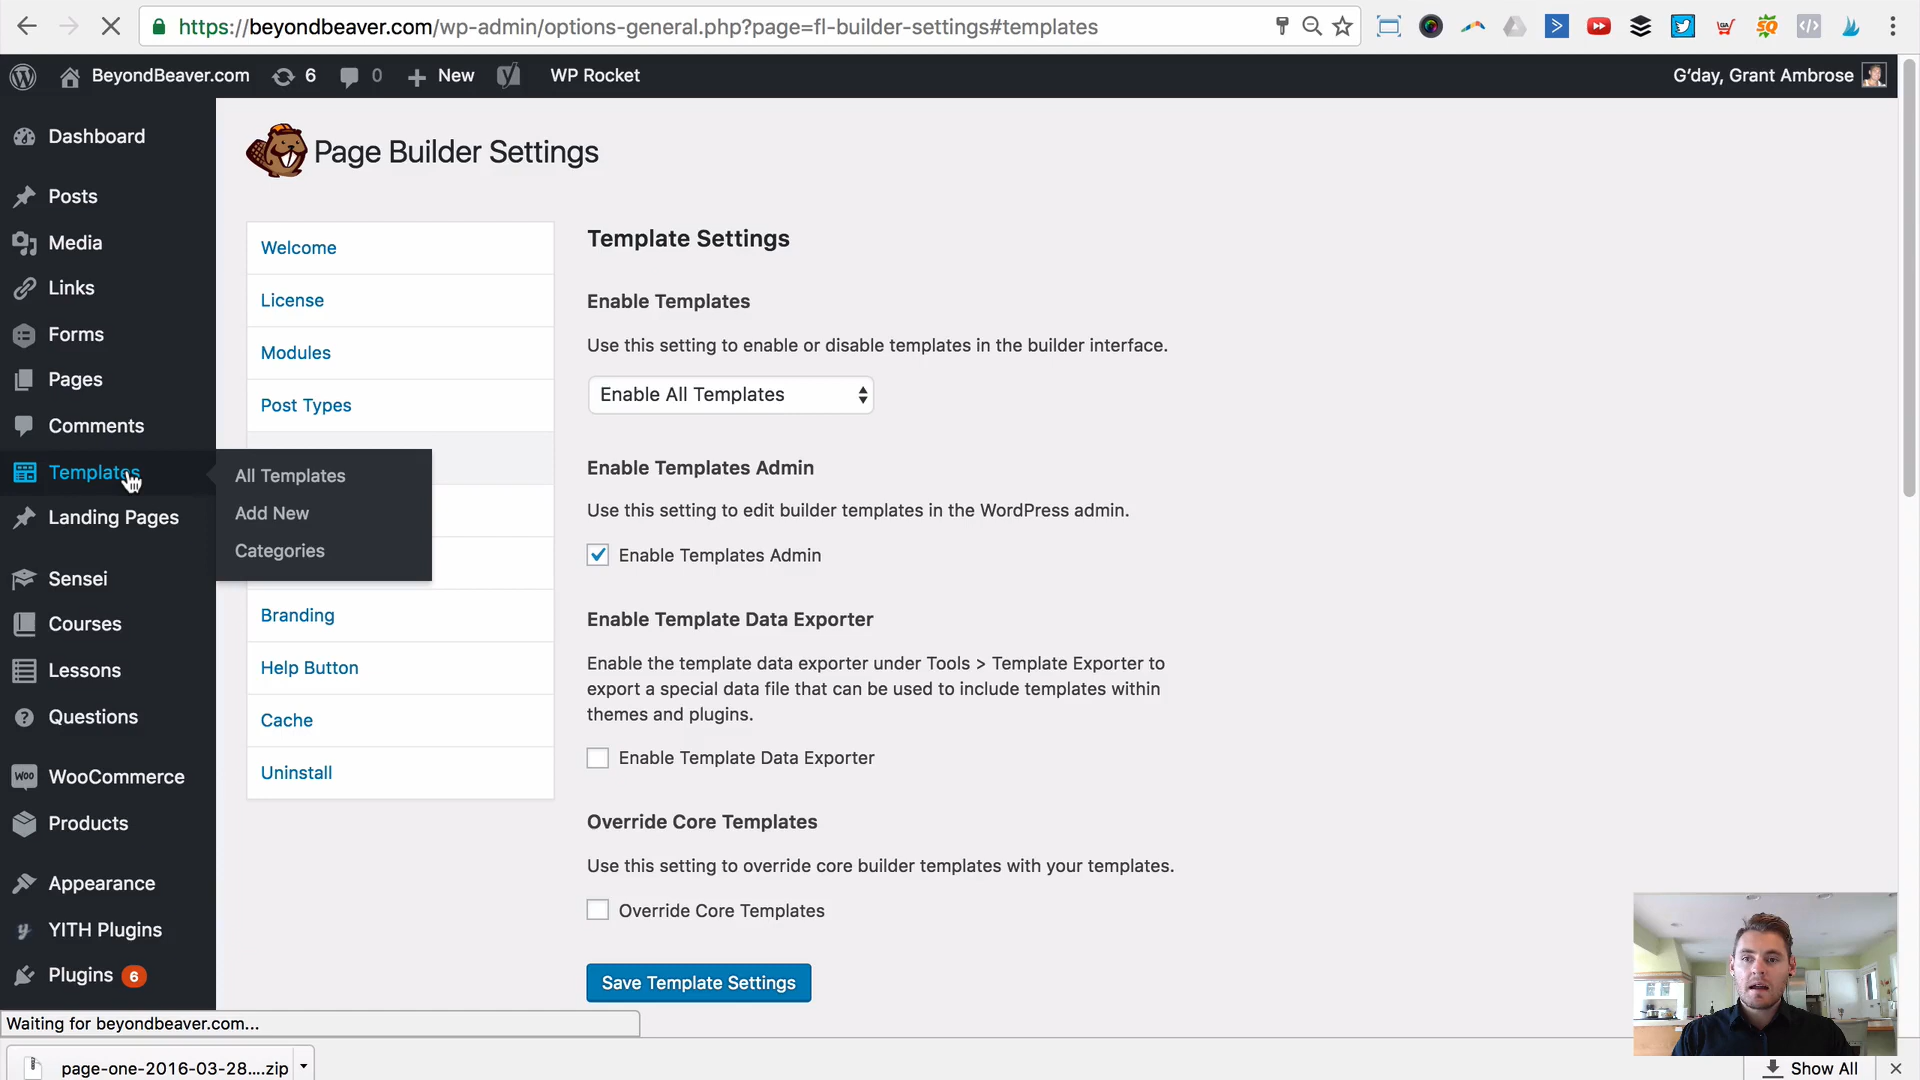 https://beyondbeaver.com/wp-admin/options-general.php?page=fl-builder-settings#templates
BeyondBeaver.com 6 0 New WP Rocket G'day, Grant Ambrose
Dashboard
Posts
Media
Links
Forms
Pages
Comments
Templates
Landing Pages
Sensei
Courses
Lessons
Questions
WooCommerce
Products
Appearance
YITH Plugins
Plugins 6
All Templates
Add New
Categories
Page Builder Settings
Welcome
License
Modules
Post Types
Branding
Help Button
Cache
Uninstall
Template Settings
Enable Templates
Use this setting to enable or disable templates in the builder interface.
Enable All Templates
Enable Templates Admin
Use this setting to edit builder templates in the WordPress admin.
Enable Templates Admin
Enable Template Data Exporter
Enable the template data exporter under Tools > Template Exporter to
export a special data file that can be used to include templates within
themes and plugins.
Enable Template Data Exporter
Override Core Templates
Use this setting to override core builder templates with your templates.
Override Core Templates
Save Template Settings
Waiting for beyondbeaver.com...
page-one-2016-03-28....zip
Show All